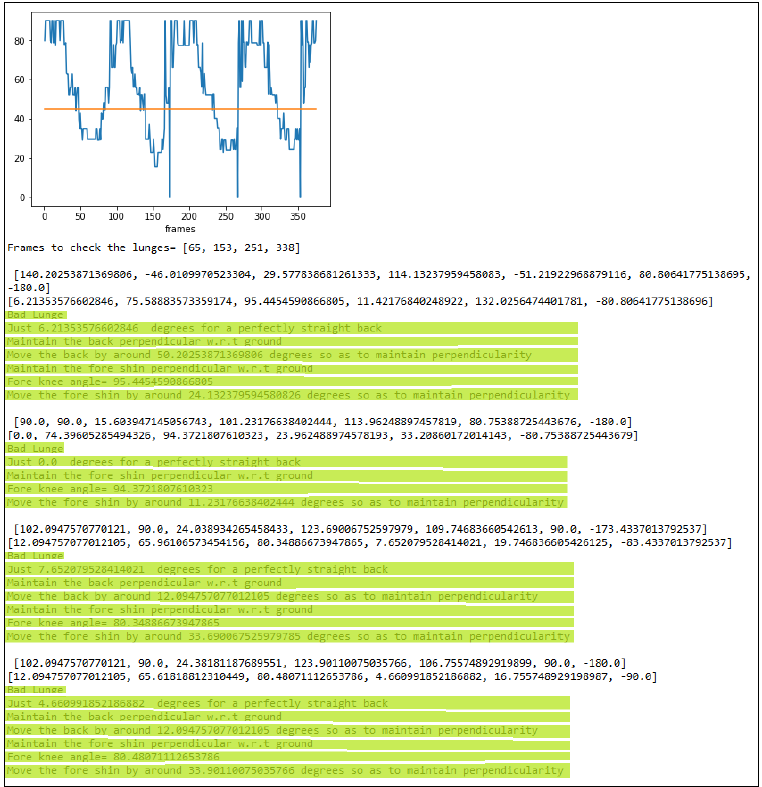 80
60
40
20
0
0 50 100 150 200 250 300 350
frames
Frames to check the lunges= [65, 153, 251, 338]
[140.20253871369806, -46.0109970523304, 29.577838681261333, 114.13237959458083, -51.21922968879116, 80.80641775138695,
-180.0]
[6.21353576602846, 75.58883573359174, 95.4454590866805, 11.42176840248922, 132.0256474401781, -80.80641775138696]
Bad Lunge
Just 6.21353576602846 degrees for a perfectly straight back
Maintain the back perpendicular w.r.t ground
Move the back by around 50.20253871369806 degrees so as to maintain perpendicularity
Maintain the fore shin perpendicular w.r.t ground
Fore knee angle= 95.4454590866805
Move the fore shin by around 24.132379594580826 degrees so as to maintain perpendicularity
[90.0, 90.0, 15.603947145056743, 101.23176638402444, 113.96248897457819, 80.75388725443676, -180.0]
[0.0, 74.39605285494326, 94.3721807610323, 23.962488974578193, 33.20860172014143, -80.75388725443679]
Bad Lunge
Just 0.0 degrees for a perfectly straight back
Maintain the fore shin perpendicular w.r.t ground
Fore knee angle= 94.3721807610323
Move the fore shin by around 11.23176638402444 degrees so as to maintain perpendicularity
[102.0947570770121, 90.0, 24.038934265458433, 123.69006752597979, 109.74683660542613, 90.0, -173.4337013792537]
[12.094757077012105, 65.96106573454156, 80.34886673947865, 7.652079528414021, 19.746836605426125, -83.4337013792537]
Bad Lunge
Just 7.652079528414021 degrees for a perfectly straight back
Maintain the back perpendicular w.r.t ground
Move the back by around 12.094757077012105 degrees so as to maintain perpendicularity
Maintain the fore shin perpendicular w.r.t ground
Fore knee angle= 80.34886673947865
Move the fore shin by around 33.690067525979785 degrees so as to maintain perpendicularity
[102.0947570770121, 90.0, 24.38181187689551, 123.90110075035766, 106.75574892919899, 90.0, -180.0]
[12.094757077012105, 65.61818812310449, 80.48071112653786, 4.660991852186882, 16.755748929198987, -90.0]
Bad Lunge
Just 4.660991852186882 degrees for a perfectly straight back
Maintain the back perpendicular w.r.t ground
Move the back by around 12.094757077012105 degrees so as to maintain perpendicularity
Maintain the fore shin perpendicular w.r.t ground
Fore knee angle= 80.48071112653786
Move the fore shin by around 33.90110075035766 degrees so as to maintain perpendicularity